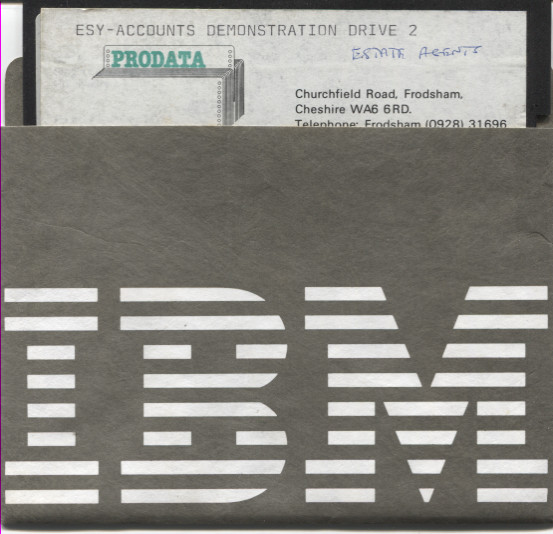 ESY-ACCOUNTS DEMONSTRATION DRIVE 2
ESTATE AGENTS
PRODATA
Churchfield Road, Frodsham,
Cheshire WA6 6RD.
Telephone: Frodsham (0928) 31696
IBM